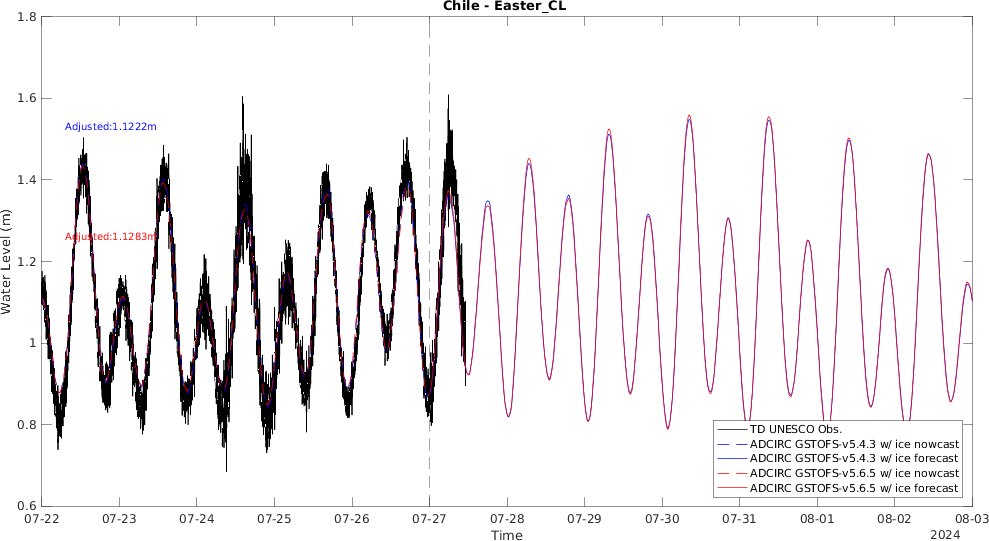 Chile - Easter_CL
1.8
1.6
1.4
1.2
1
0.8
0.6
Water Level (m)
Adjusted:1.1222m
Adjusted:1.1283m
TD UNESCO Obs.
ADCIRC GSTOFS-v5.4.3 w/ ice nowcast
ADCIRC GSTOFS-v5.4.3 w/ ice forecast
ADCIRC GSTOFS-v5.6.5 w/ ice nowcast
ADCIRC GSTOFS-v5.6.5 w/ ice forecast
07-22 07-23 07-24 07-25 07-26 07-27 07-28 07-29 07-30 07-31 08-01 08-02 08-03
Time
2024